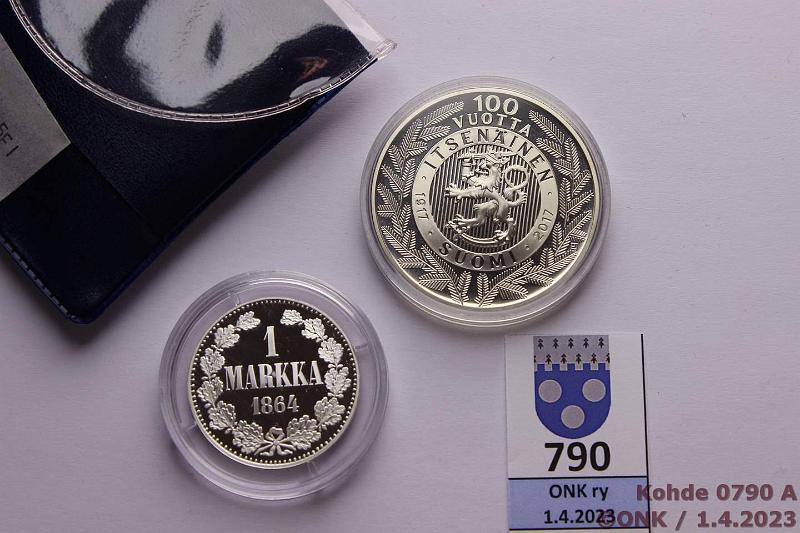 100
VUOTTA
ITSENÄINEN
1917 2017
SUOMI
1
MARKKA
1864
790
ONK ry
1.4.2023
Kohde 0790 A
©ONK / 1.4.2023